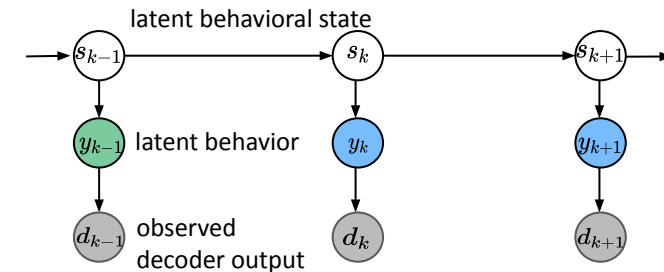 latent behavioral state
s_{k-1} s_k s_{k+1}
y_{k-1} latent behavior y_k y_{k+1}
d_{k-1} observed decoder output d_k d_{k+1}